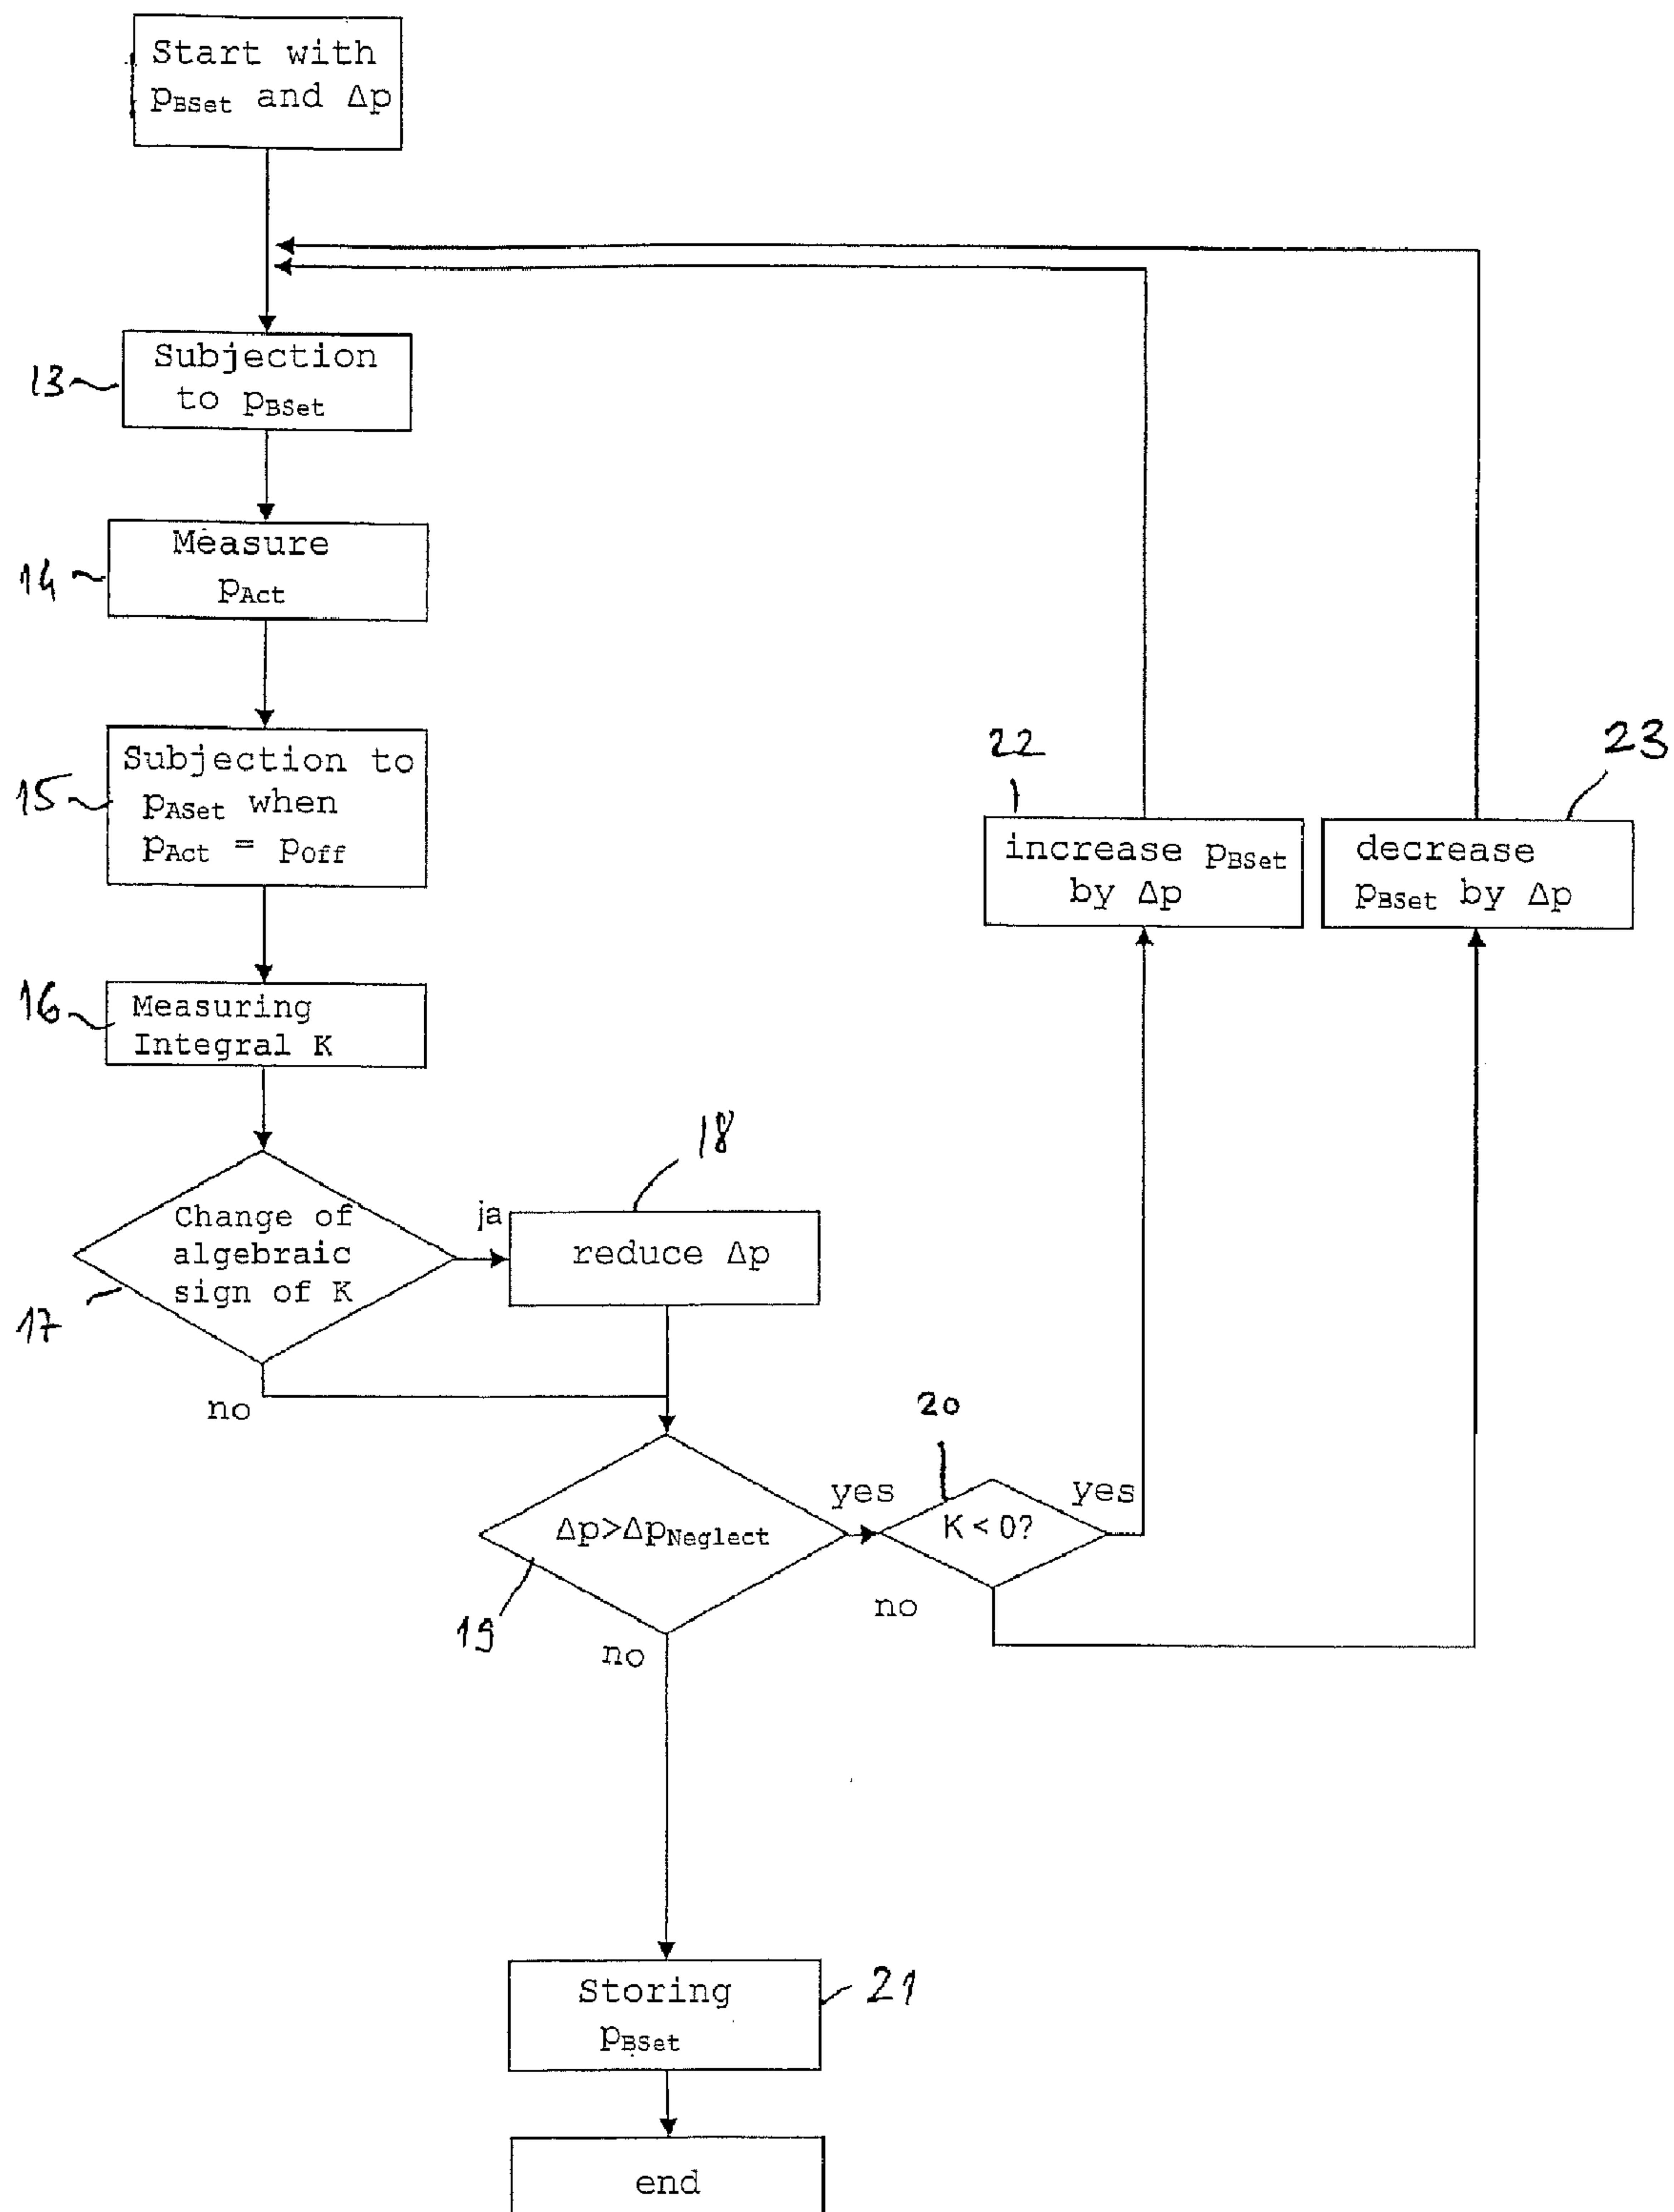 Start with
pBSet and Δp
13
Subjection
to pBSet
14
Measure
pAct
15
Subjection to
pASet when
pAct = pOff
22
increase pBSet
by Δp
23
decrease
pBSet by Δp
16
Measuring
Integral K
17
Change of
algebraic
sign of K
ja
no
18
reduce Δp
19
Δp>ΔpNeglect
yes
no
20
K < 0?
yes
no
21
Storing
pBSet
end